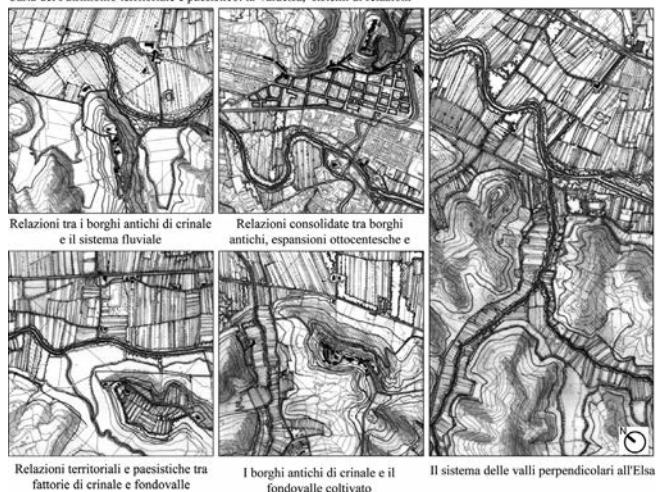 Relazioni tra i borghi antichi di crinale
e il sistema fluviale
Relazioni consolidate tra borghi
antichi, espansioni ottocentesche e
Relazioni territoriali e paesistiche tra
fattorie di crinale e fondovalle
I borghi antichi di crinale e il
fondovalle coltivato
Il sistema delle valli perpendicolari all'Elsa